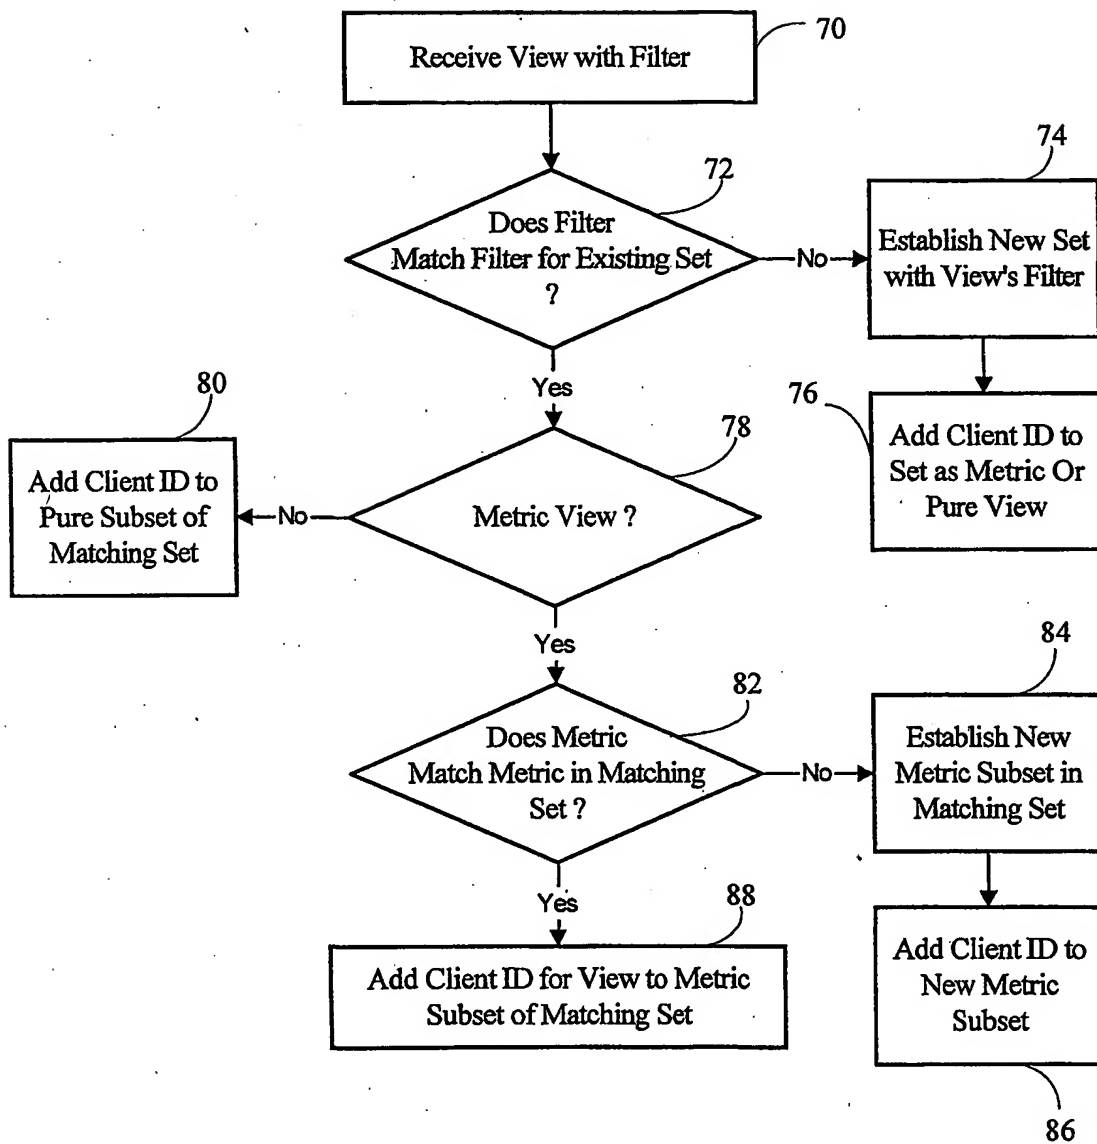 70
Receive View with Filter
72
Does Filter
Match Filter for Existing Set
?
No
74
Establish New Set
with View's Filter
Yes
76
Add Client ID to
Set as Metric Or
Pure View
78
Metric View ?
No
80
Add Client ID to
Pure Subset of
Matching Set
Yes
82
Does Metric
Match Metric in Matching
Set ?
No
84
Establish New
Metric Subset in
Matching Set
Yes
88
Add Client ID for View to Metric
Subset of Matching Set
Add Client ID to
New Metric
Subset
86